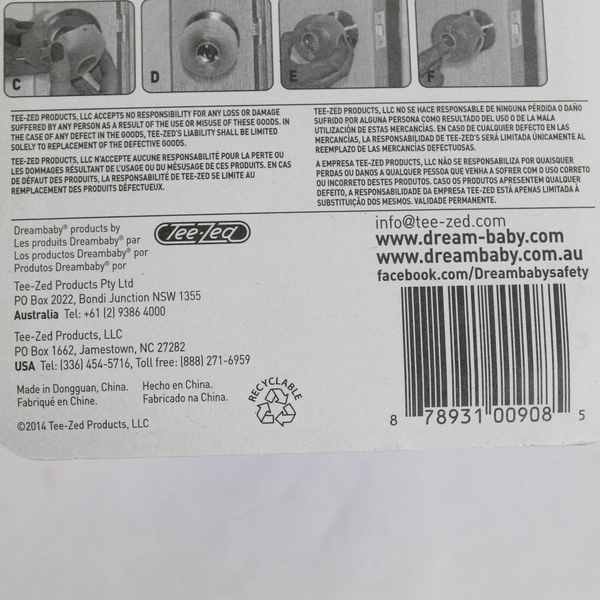 C D E F
TEE-ZED PRODUCTS, LLC ACCEPTS NO RESPONSIBILITY FOR ANY LOSS OR DAMAGE
SUFFERED BY ANY PERSON AS A RESULT OF THE USE OR MISUSE OF THESE GOODS. IN
THE CASE OF ANY DEFECT IN THE GOODS, TEE-ZED'S LIABILITY SHALL BE LIMITED
SOLELY TO REPLACEMENT OF THE DEFECTIVE GOODS.
TEE-ZED PRODUCTS, LLC N'ACCEPTE AUCUNE RESPONSABILITÉ POUR LA PERTE OU
LES DOMMAGES RÉSULTANT DE L'USAGE OU DU MÉSUSAGE DE CES PRODUITS. EN CAS
DE DÉFAUT DES PRODUITS, LA RESPONSABILITÉ DE TEE-ZED SE LIMITE AU
REMPLACEMENT DES PRODUITS DÉFECTUEUX.
TEE-ZED PRODUCTS, LLC NO SE HACE RESPONSABLE DE NINGUNA PÉRDIDA O DAÑO
SUFRIDO POR ALGUNA PERSONA COMO RESULTADO DEL USO O DE LA MALA
UTILIZACIÓN DE ESTAS MERCANCÍAS. EN CASO DE CUALQUIER DEFECTO EN LAS
MERCANCÍAS, LA RESPONSABILIDAD DE TEE-ZED'S SERÁ LIMITADA ÚNICAMENTE AL
REEMPLAZO DE LAS MERCANCÍAS DEFECTUOSAS.
A EMPRESA TEE-ZED PRODUCTS, LLC NÃO SE RESPONSABILIZA POR QUAISQUER
PERDAS OU DANOS A QUALQUER PESSOA QUE VENHA A SOFRER COM O USO CORRETO
OU INCORRETO DESTES PRODUTOS. CASO OS PRODUTOS APRESENTEM QUALQUER
DEFEITO, A RESPONSABILIDADE DA EMPRESA TEE-ZED ESTÁ APENAS LIMITADA À
SUBSTITUIÇÃO DOS MESMOS. VALIDADE PERMANENTE.
Dreambaby® products by
Les produits Dreambaby® par
Los productos Dreambaby® por
Produtos Dreambaby® por
Tee-Zed
Tee-Zed Products Pty Ltd
PO Box 2022, Bondi Junction NSW 1355
Australia Tel: +61 (2) 9386 4000
Tee-Zed Products, LLC
PO Box 1662, Jamestown, NC 27282
USA Tel: (336) 454-5716, Toll free: (888) 271-6959
Made in Dongguan, China. Hecho en China.
Fabriqué en Chine. Fabricado na China.
©2014 Tee-Zed Products, LLC
RECYCLABLE
info@tee-zed.com
www.dream-baby.com
www.dreambaby.com.au
facebook.com/Dreambabysafety
8 78931 00908 5